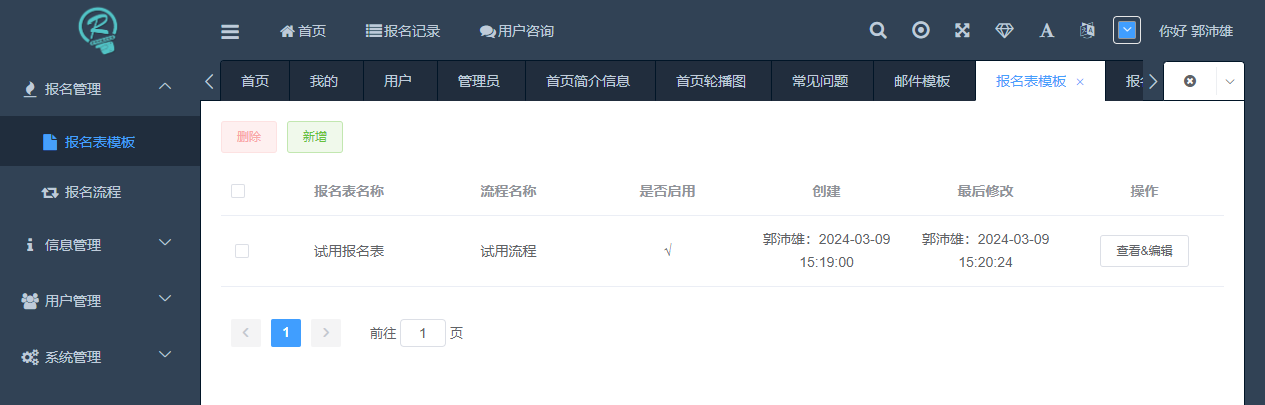 首页
报名记录
用户咨询
你好 郭沛雄
报名管理
报名表模板
报名流程
信息管理
用户管理
系统管理
首页
我的
用户
管理员
首页简介信息
首页轮播图
常见问题
邮件模板
报名表模板
删除
新增
报名表名称 流程名称 是否启用 创建 最后修改 操作
试用报名表 试用流程 √ 郭沛雄：2024-03-09 15:19:00 郭沛雄：2024-03-09 15:20:24 查看&编辑
1 前往 1 页